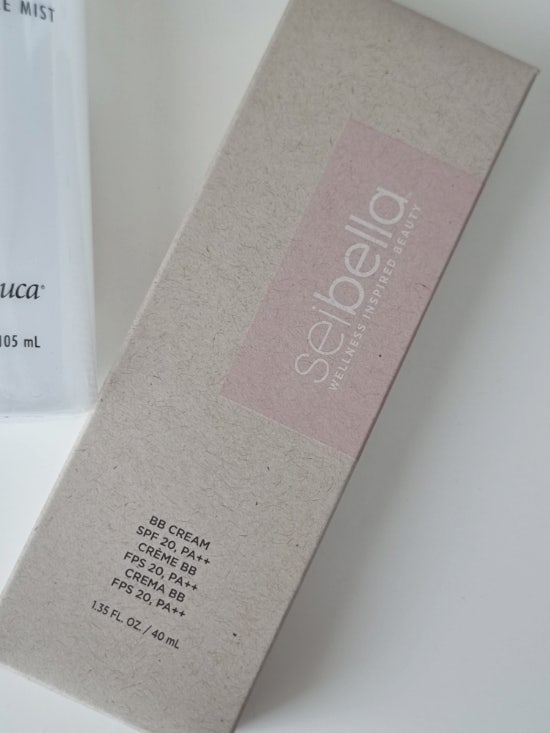 E MIST
uca®
105 mL
seibella™
WELLNESS INSPIRED BEAUTY
BB CREAM
SPF 20, PA++
CRÈME BB
FPS 20, PA++
CREMA BB
FPS 20, PA++
1.35 FL. OZ. / 40 mL